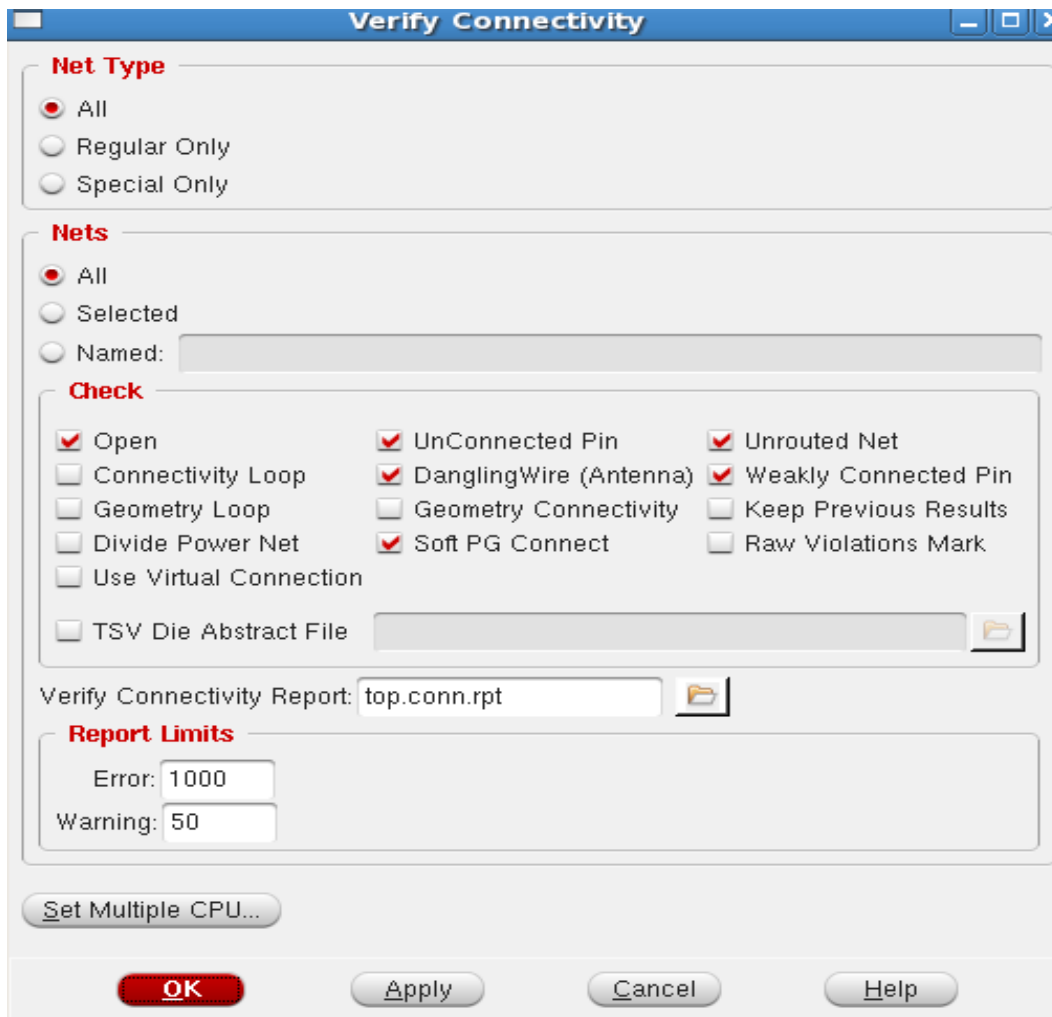 Verify Connectivity
Net Type
All
Regular Only
Special Only
Nets
All
Selected
Named:
Check
Open UnConnected Pin Unrouted Net
Connectivity Loop DanglingWire (Antenna) Weakly Connected Pin
Geometry Loop Geometry Connectivity Keep Previous Results
Divide Power Net Soft PG Connect Raw Violations Mark
Use Virtual Connection
TSV Die Abstract File
Verify Connectivity Report: top.conn.rpt
Report Limits
Error: 1000
Warning: 50
Set Multiple CPU...
OK Apply Cancel Help